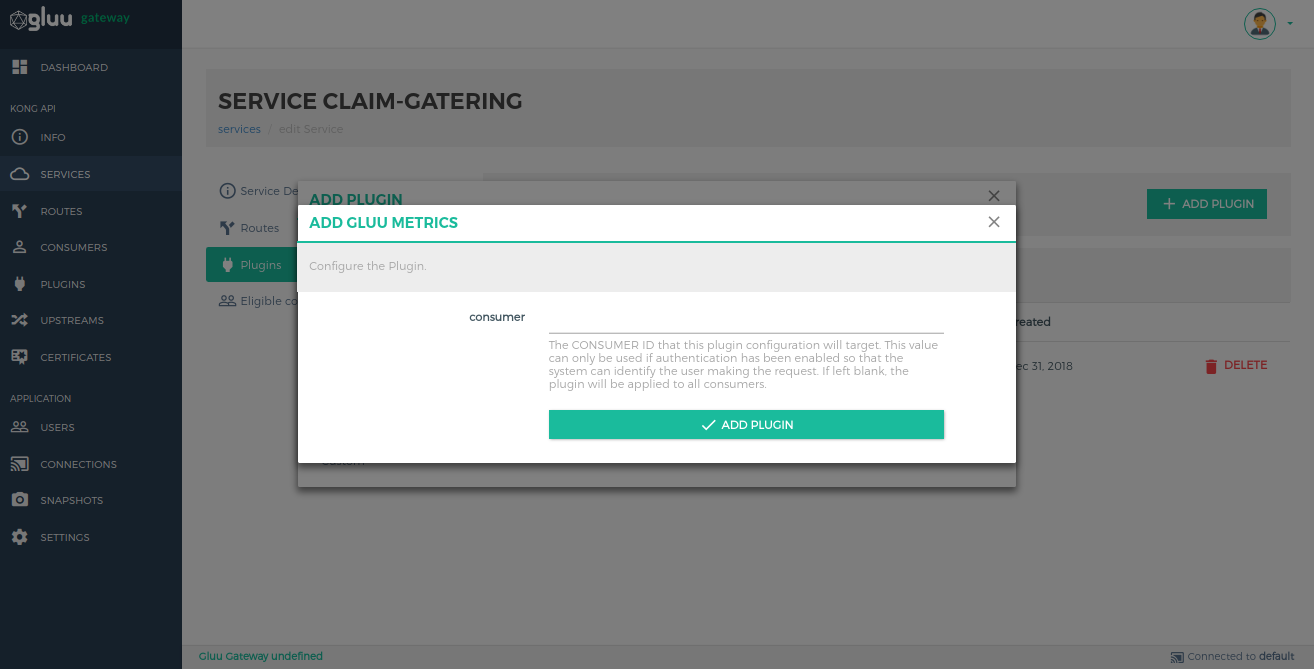 gluu gateway
DASHBOARD
KONG API
INFO
SERVICES
ROUTES
CONSUMERS
PLUGINS
UPSTREAMS
CERTIFICATES
APPLICATION
USERS
CONNECTIONS
SNAPSHOTS
SETTINGS
SERVICE CLAIM-GATERING
services / edit Service
Service De
Routes
Plugins
Eligible co
ADD PLUGIN
ADD PLUGIN
ADD GLUU METRICS
Configure the Plugin.
consumer
The CONSUMER ID that this plugin configuration will target. This value
can only be used if authentication has been enabled so that the
system can identify the user making the request. If left blank, the
plugin will be applied to all consumers.
ADD PLUGIN
reated
ec 31, 2018
DELETE
Gluu Gateway undefined
Connected to default